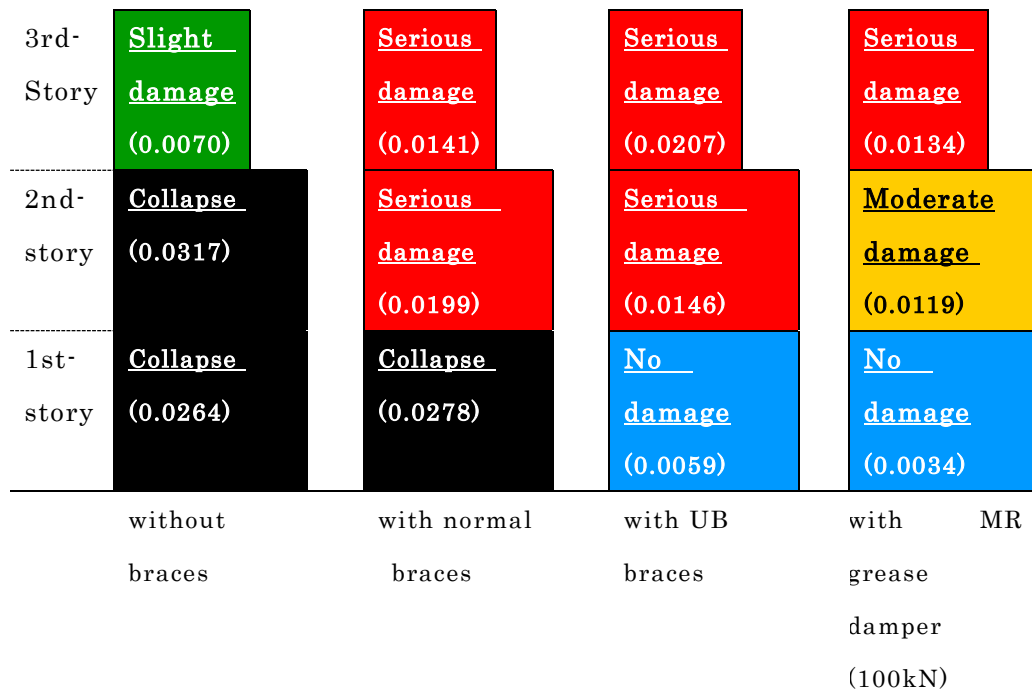 3rd-
Story
Slight
damage
(0.0070)
Serious
damage
(0.0141)
Serious
damage
(0.0207)
Serious
damage
(0.0134)
2nd-
story
Collapse
(0.0317)
Serious
damage
(0.0199)
Serious
damage
(0.0146)
Moderate
damage
(0.0119)
1st-
story
Collapse
(0.0264)
Collapse
(0.0278)
No
damage
(0.0059)
No
damage
(0.0034)
without
braces
with normal
braces
with UB
braces
with MR
grease
damper
(100kN)